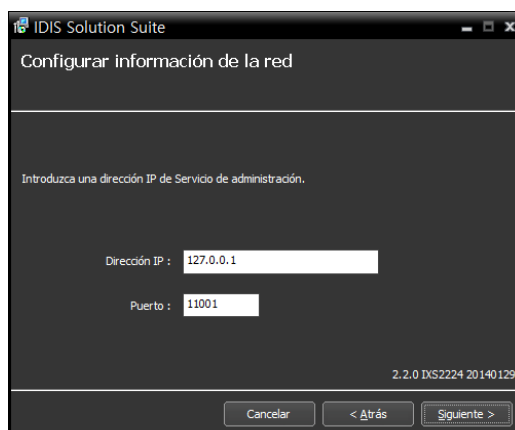 IDIS Solution Suite
Configurar información de la red
Introduzca una dirección IP de Servicio de administración.
Dirección IP : 127.0.0.1
Puerto : 11001
2.2.0 IXS2224 20140129
Cancelar < Atrás Siguiente >